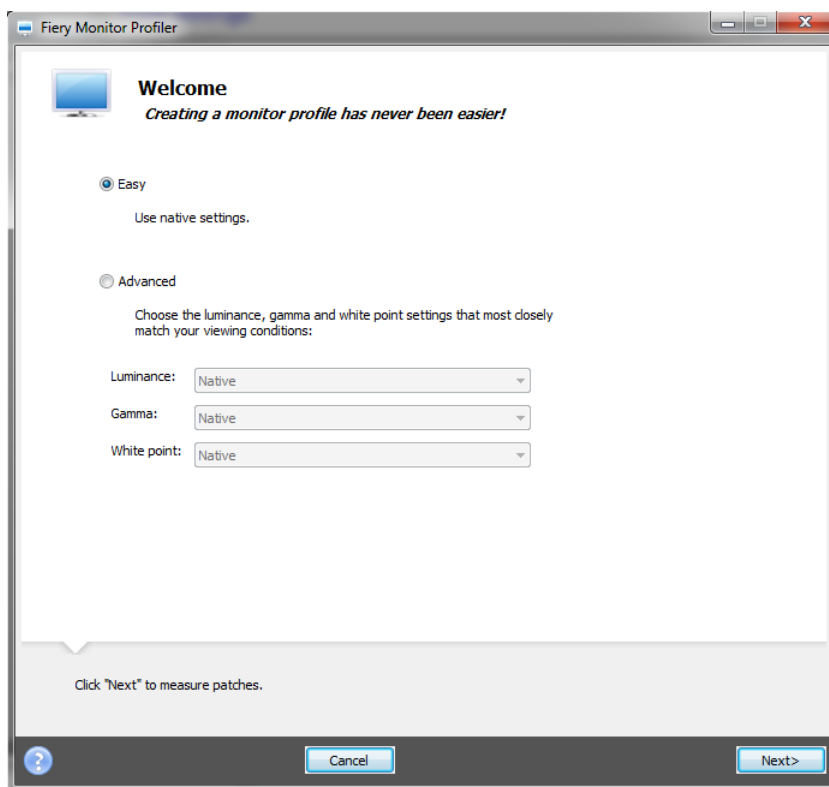 Fiery Monitor Profiler
Welcome
Creating a monitor profile has never been easier!
Easy
Use native settings.
Advanced
Choose the luminance, gamma and white point settings that most closely
match your viewing conditions:
Luminance: Native
Gamma: Native
White point: Native
Click "Next" to measure patches.
?
Cancel
Next>